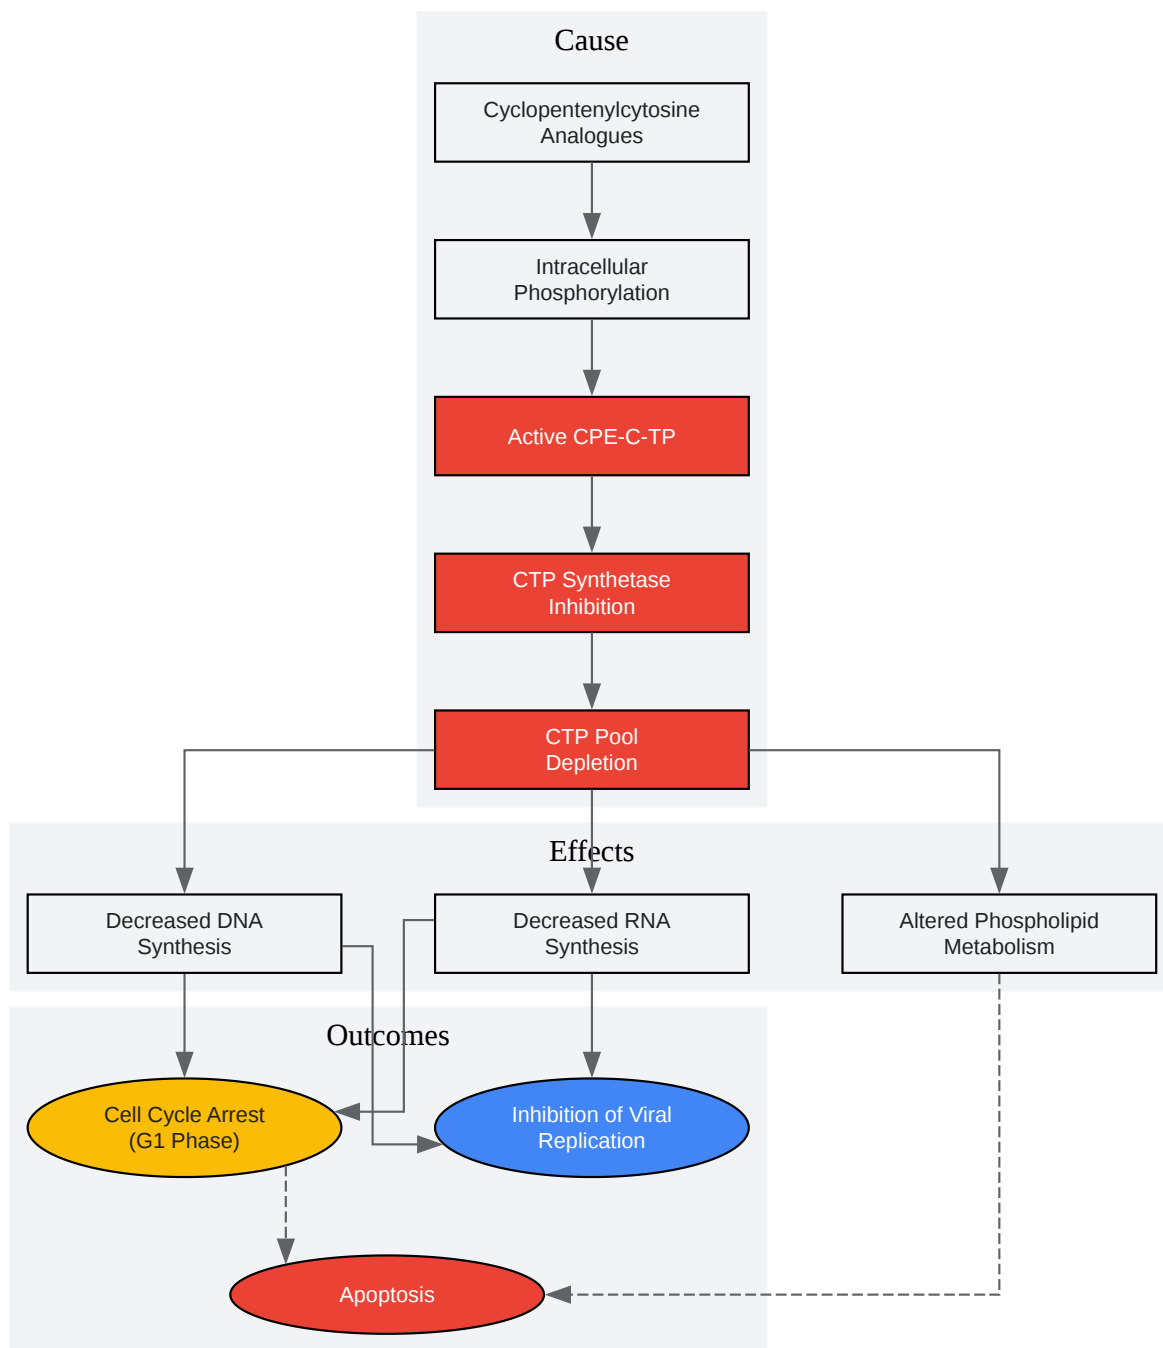 Cause
Cyclopentenylcytosine
Analogues
Intracellular
Phosphorylation
Active CPE-C-TP
CTP Synthetase
Inhibition
CTP Pool
Depletion
Effects
Decreased DNA
Synthesis
Decreased RNA
Synthesis
Altered Phospholipid
Metabolism
Outcomes
Cell Cycle Arrest
(G1 Phase)
Inhibition of Viral
Replication
Apoptosis